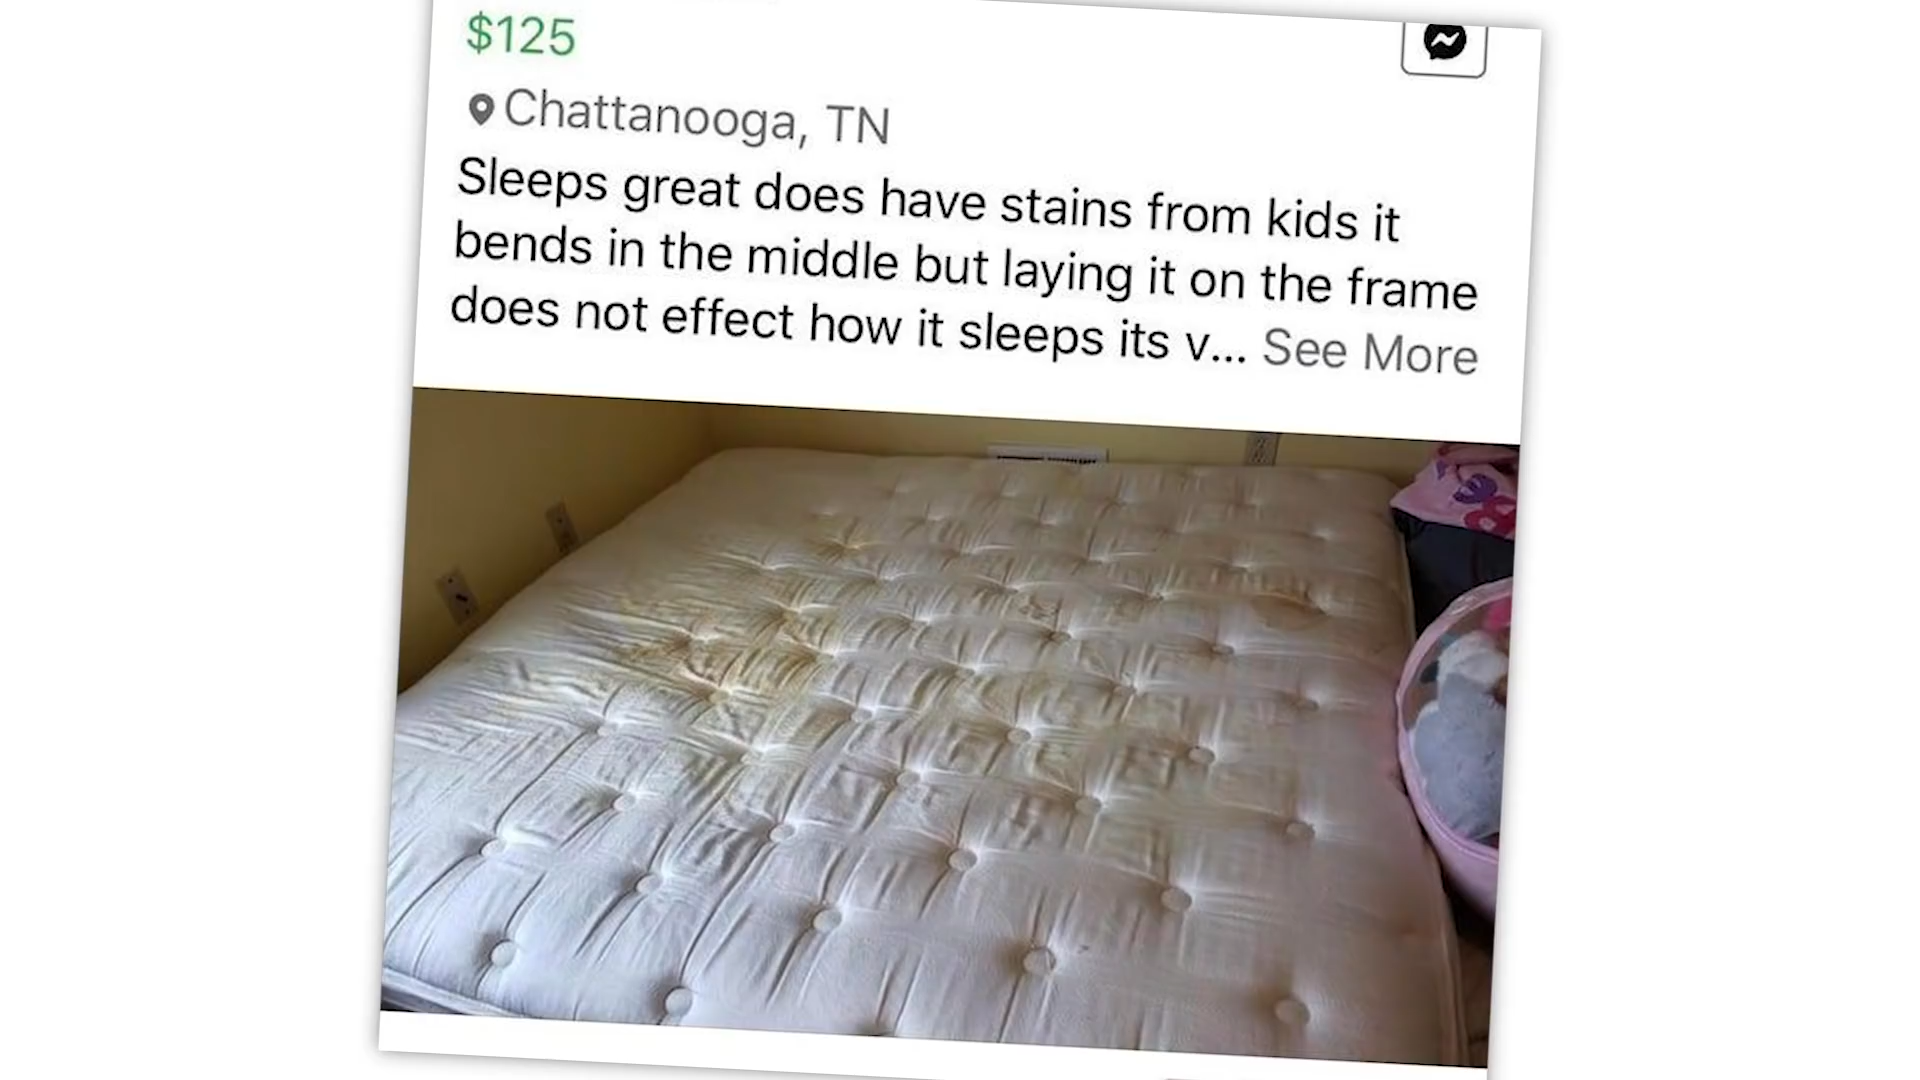 $125
Chattanooga, TN
Sleeps great does have stains from kids it
bends in the middle but laying it on the frame
does not effect how it sleeps its v... See More